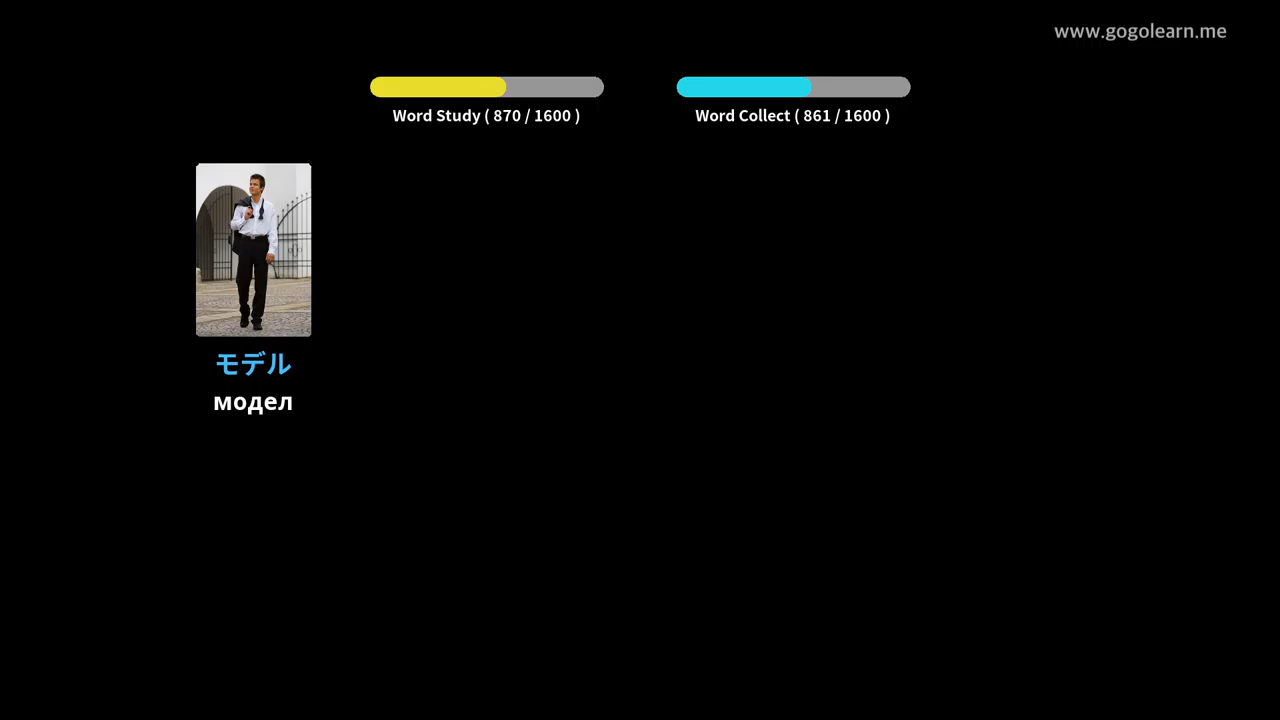 www.gogolearn.me
Word Study ( 870 / 1600 )
Word Collect ( 861 / 1600 )
モデル
модел